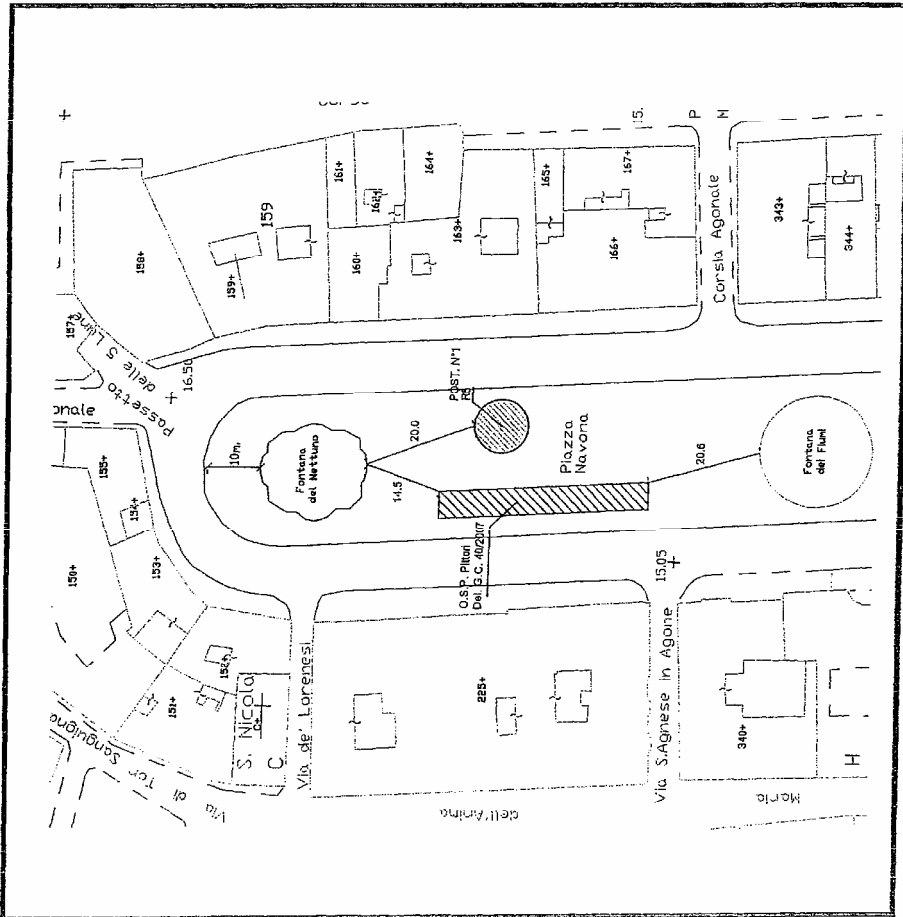 15.
P
M
161+
164+
162+
159
159+
158+
157+
160+
163+
165+
167+
166+
343+
344+
Corsia Agonale
Passetto
delle 5 Lune
16.50
onale
155+
154+
150+
153+
152+
151+
10m.
Fontana
del Nettuno
20.0
14.5
POST. N°1
R5
Piazza
Navona
20.6
Fontana
dei Fiumi
O.S.P. Pittori
Del. G.C. 40/2007
15.05
S. Nicola
C+
C
Via de' Lorenesi
225+
Via S.Agnese in Agone
340+
H
Via di Tor Sanguigna
dell'Anima
Maria